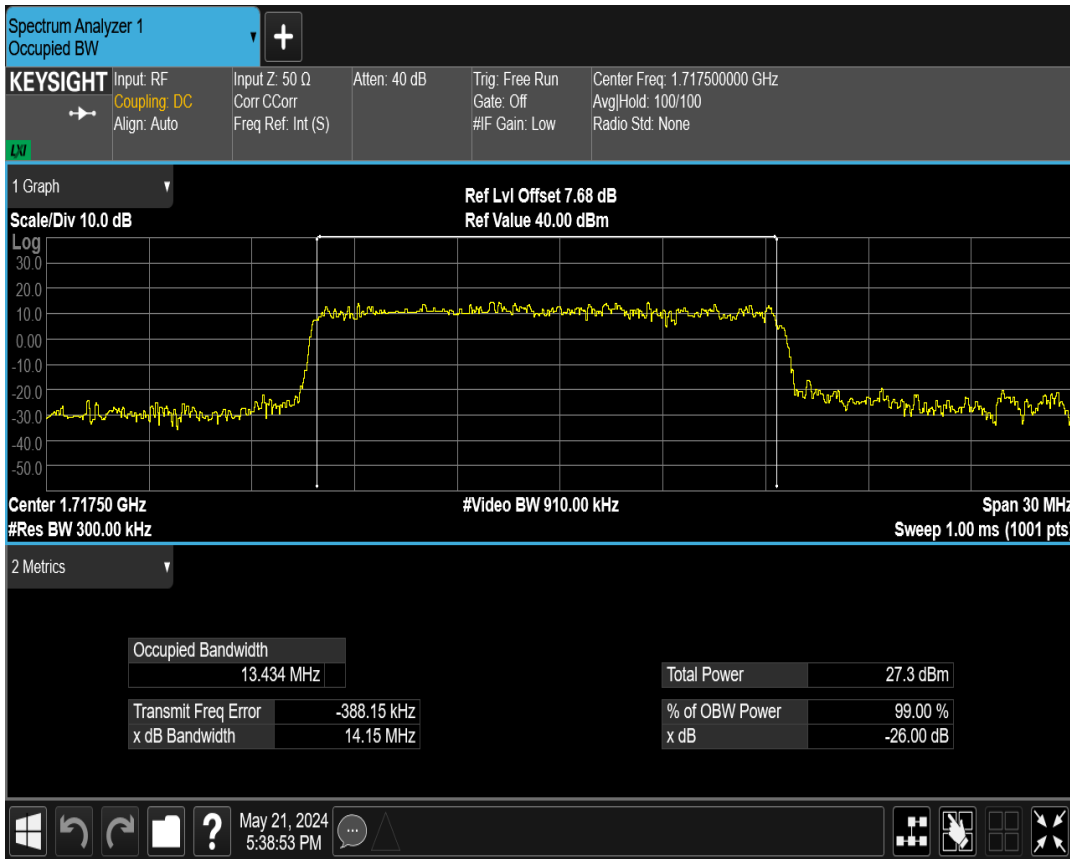 Spectrum Analyzer 1
Occupied BW
+
KEYSIGHT
LXI
Input: RF
Coupling: DC
Align: Auto
Input Z: 50 Ω
Corr CCorr
Freq Ref: Int (S)
Atten: 40 dB
Trig: Free Run
Gate: Off
#IF Gain: Low
Center Freq: 1.717500000 GHz
Avg|Hold: 100/100
Radio Std: None
1 Graph
Scale/Div 10.0 dB
Ref Lvl Offset 7.68 dB
Ref Value 40.00 dBm
Log
30.0
20.0
10.0
0.00
-10.0
-20.0
-30.0
-40.0
-50.0
Center 1.71750 GHz
#Video BW 910.00 kHz
Span 30 MHz
#Res BW 300.00 kHz
Sweep 1.00 ms (1001 pts)
2 Metrics
Occupied Bandwidth
13.434 MHz
Transmit Freq Error -388.15 kHz
x dB Bandwidth 14.15 MHz
Total Power 27.3 dBm
% of OBW Power 99.00 %
x dB -26.00 dB
?
May 21, 2024
5:38:53 PM